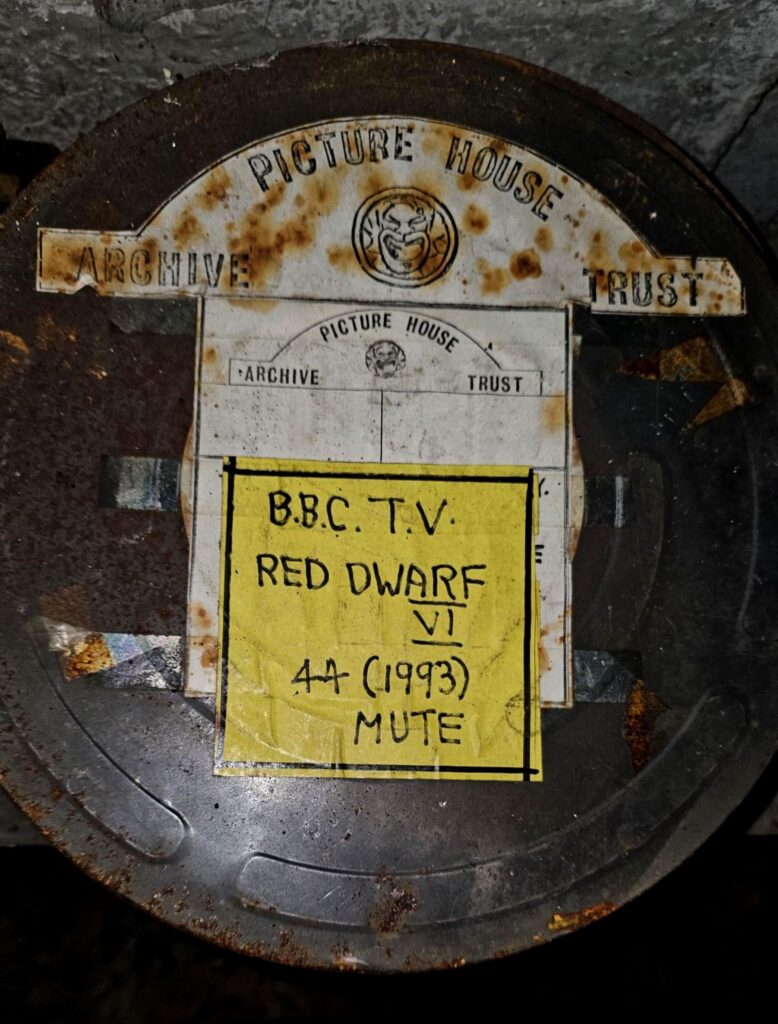 PICTURE HOUSE
ARCHIVE TRUST
PICTURE HOUSE
ARCHIVE TRUST
B.B.C. T.V.
RED DWARF
VI
44 (1993)
MUTE